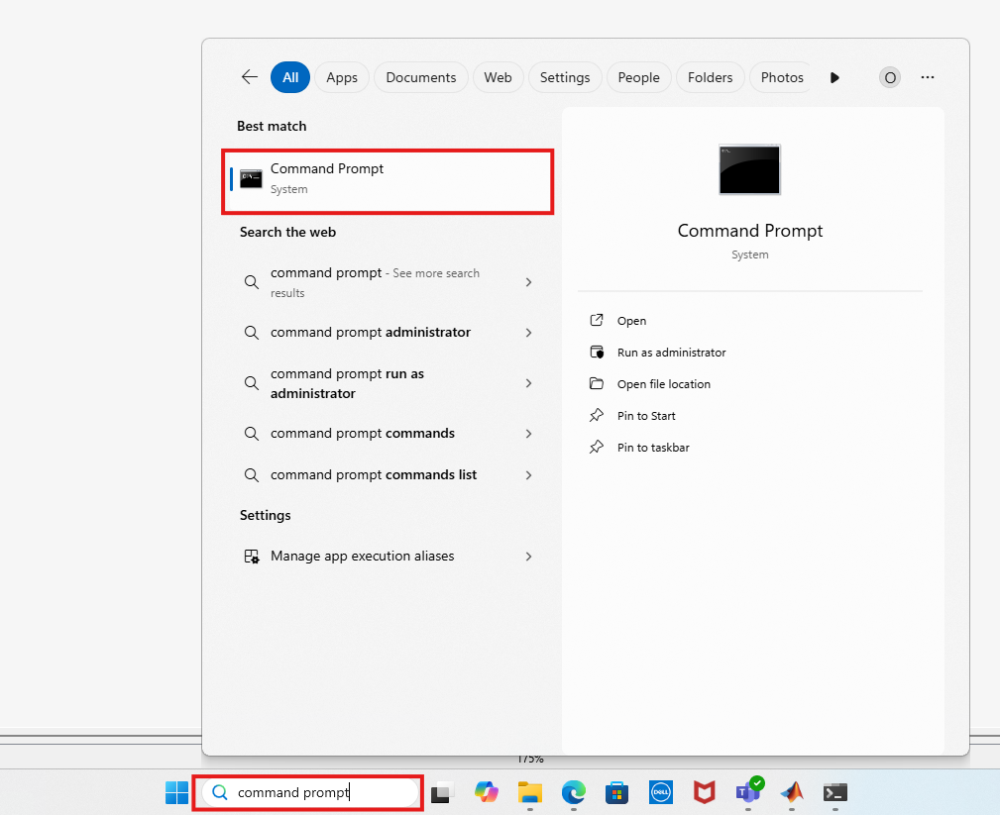 All
Apps
Documents
Web
Settings
People
Folders
Photos
O
Best match
Command Prompt
System
Search the web
command prompt - See more search
results
command prompt administrator
command prompt run as
administrator
command prompt commands
command prompt commands list
Settings
Manage app execution aliases
C:\
Command Prompt
System
Open
Run as administrator
Open file location
Pin to Start
Pin to taskbar
175%
command prompt
DELL
T